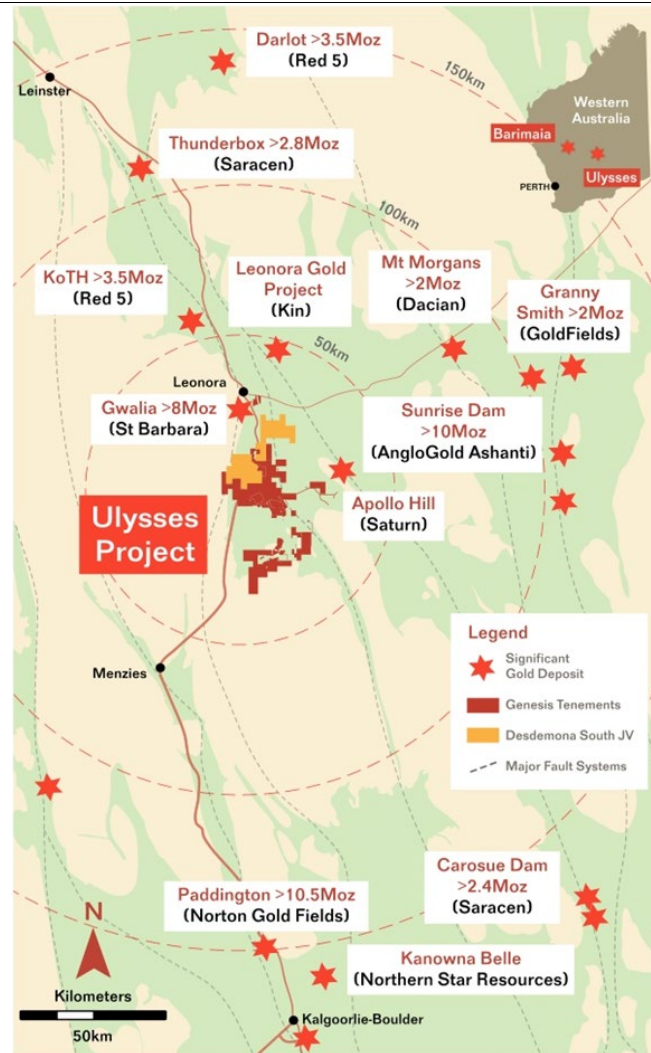 Darlot >3.5Moz
(Red 5)
150km
Leinster
Western
Australia
Barimaia
Ulysses
PERTH
Thunderbox >2.8Moz
(Saracen)
100km
KoTH >3.5Moz
(Red 5)
Leonora Gold
Project
(Kin)
Mt Morgans
>2Moz
(Dacian)
Granny
Smith >2Moz
(GoldFields)
50km
Leonora
Gwalia >8Moz
(St Barbara)
Sunrise Dam
>10Moz
(AngloGold Ashanti)
Apollo Hill
(Saturn)
Ulysses
Project
Menzies
Legend
Significant
Gold Deposit
Genesis Tenements
Desdemona South JV
Major Fault Systems
Carosue Dam
>2.4Moz
(Saracen)
Paddington >10.5Moz
(Norton Gold Fields)
Kanowna Belle
(Northern Star Resources)
N
Kilometers
50km
Kalgoorlie-Boulder